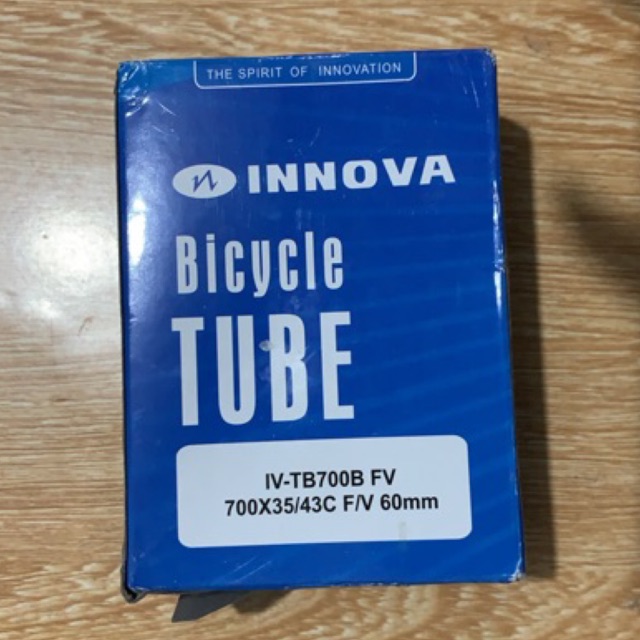 THE SPIRIT OF INNOVATION
INNOVA
Bicycle
TUBE
IV-TB700B FV
700X35/43C F/V 60mm